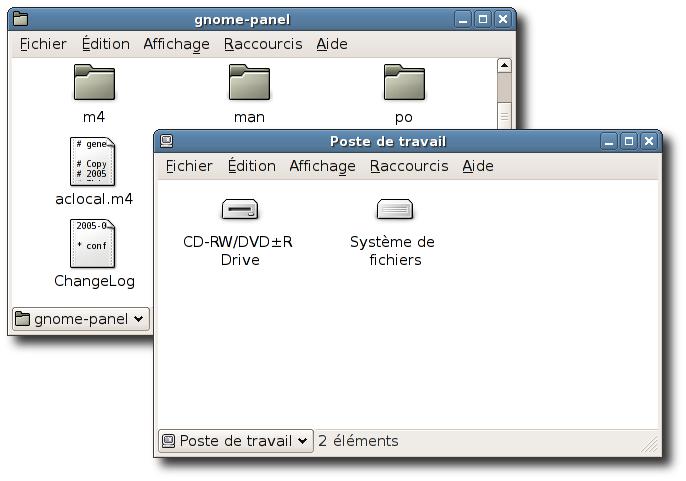 gnome-panel
Fichier Édition Affichage Raccourcis Aide
m4 man po
# gene
# Copy
# 2005
aclocal.m4
2005-0
* conf
ChangeLog
gnome-panel
Poste de travail
Fichier Édition Affichage Raccourcis Aide
CD-RW/DVD±R
Drive
Système de
fichiers
Poste de travail 2 éléments